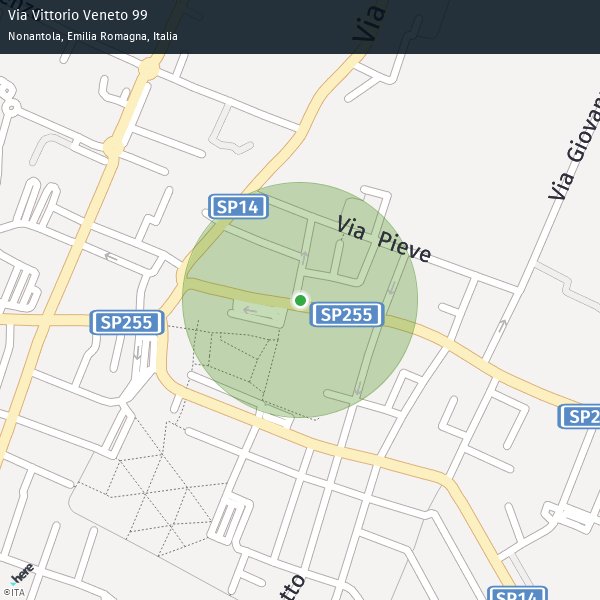 Via Vittorio Veneto 99
Nonantola, Emilia Romagna, Italia
Via
Via Giovan
SP14
Via Pieve
SP255
SP255
SP2
otto
SP14
here
©ITA